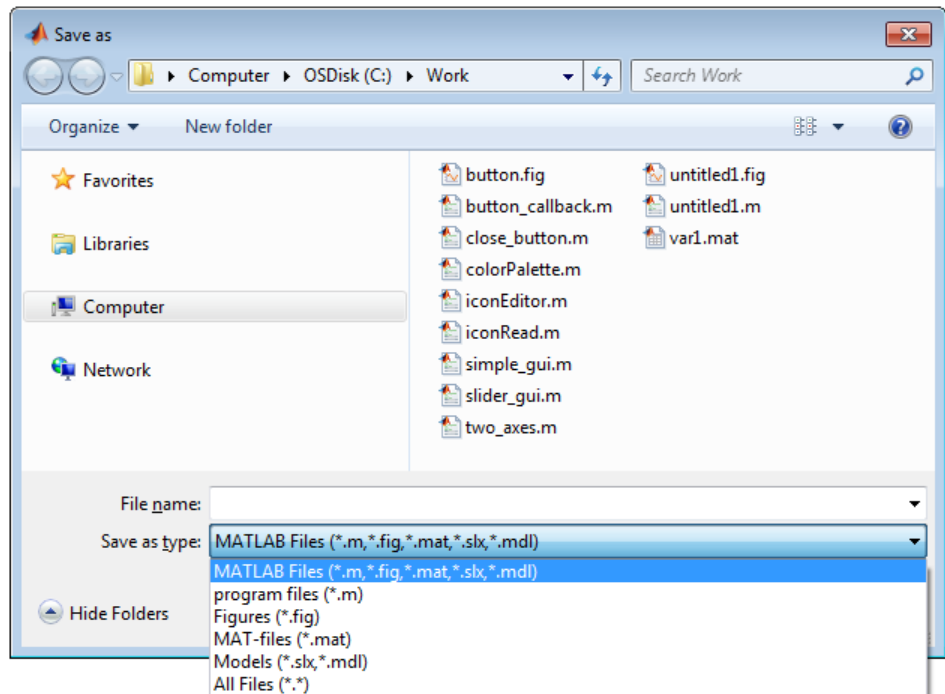 Save as
Computer OSDisk (C:) Work Search Work
Organize New folder
Favorites
Libraries
Computer
Network
button.fig
button_callback.m
close_button.m
colorPalette.m
iconEditor.m
iconRead.m
simple_gui.m
slider_gui.m
two_axes.m
untitled1.fig
untitled1.m
var1.mat
File name:
Save as type: MATLAB Files (*.m,*.fig,*.mat,*.slx,*.mdl)
MATLAB Files (*.m,*.fig,*.mat,*.slx,*.mdl)
program files (*.m)
Figures (*.fig)
MAT-files (*.mat)
Models (*.slx,*.mdl)
All Files (*.*)
Hide Folders